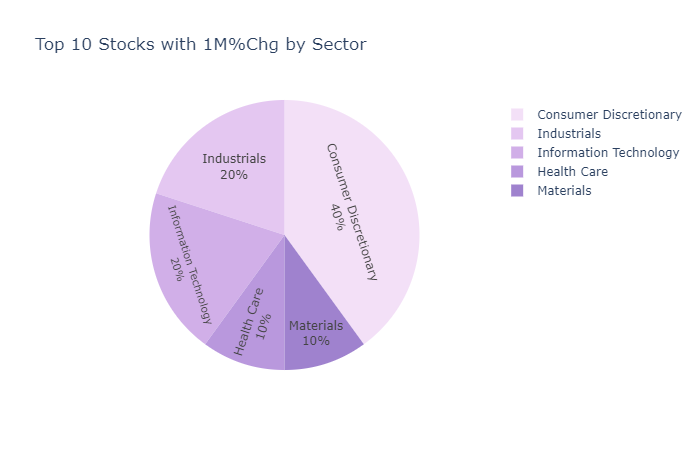 Top 10 Stocks with 1M%Chg by Sector
Consumer Discretionary
40%
Industrials
20%
Information Technology
20%
Health Care
10%
Materials
10%
Consumer Discretionary
Industrials
Information Technology
Health Care
Materials